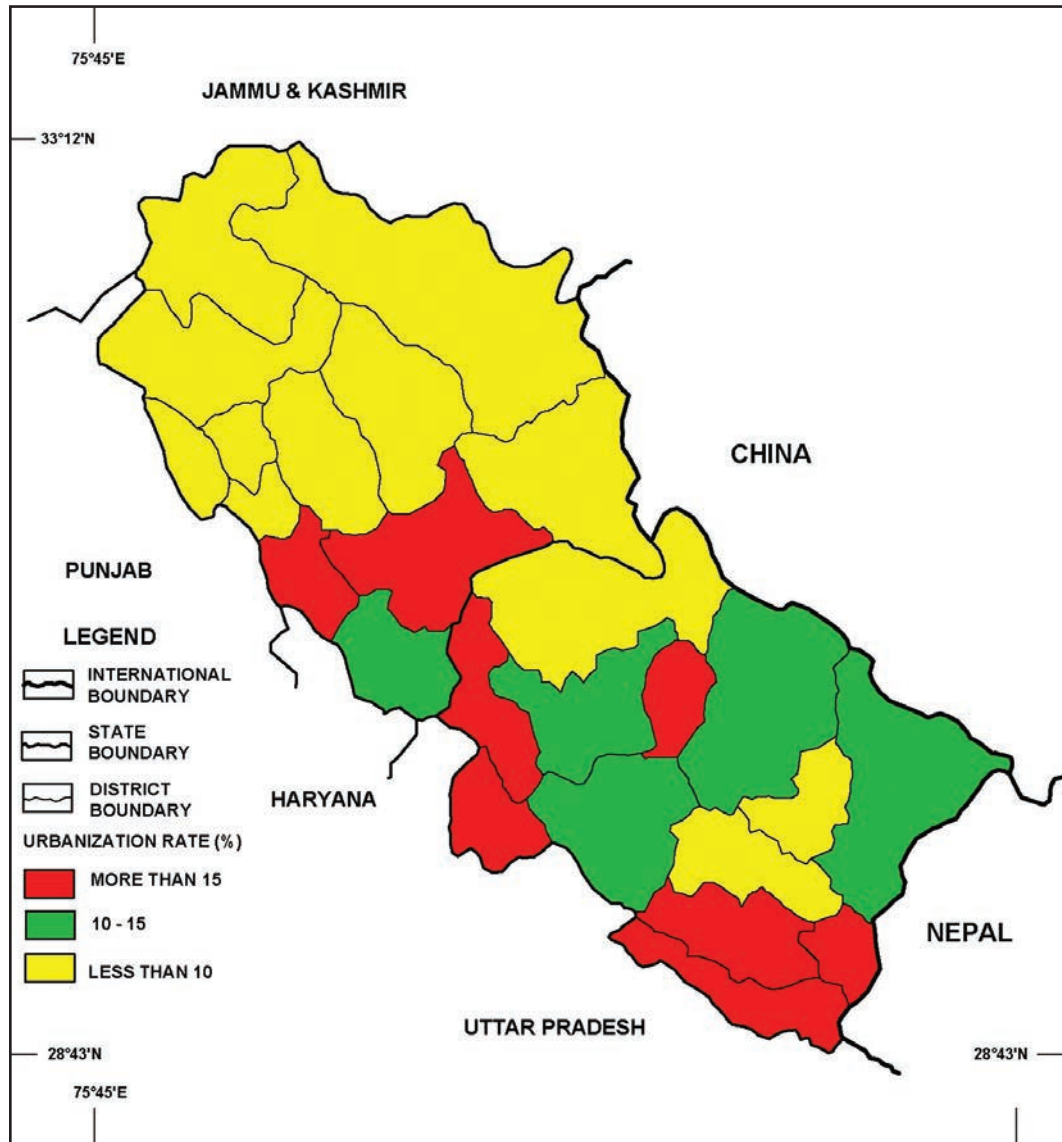 75°45'E
JAMMU & KASHMIR
33°12'N
CHINA
PUNJAB
LEGEND
INTERNATIONAL
BOUNDARY
STATE
BOUNDARY
DISTRICT
BOUNDARY
HARYANA
URBANIZATION RATE (%)
MORE THAN 15
10 - 15
LESS THAN 10
NEPAL
UTTAR PRADESH
28°43'N
28°43'N
75°45'E